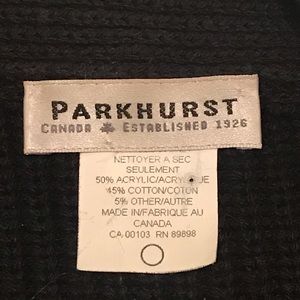 PARKHURST
CANADA ESTABLISHED 1926
NETTOYER A SEC
SEULEMENT
50% ACRYLIC/ACRYLIQUE
45% COTTON/COTON
5% OTHER/AUTRE
MADE IN/FABRIQUE AU
CANADA
CA 00103 RN 89898